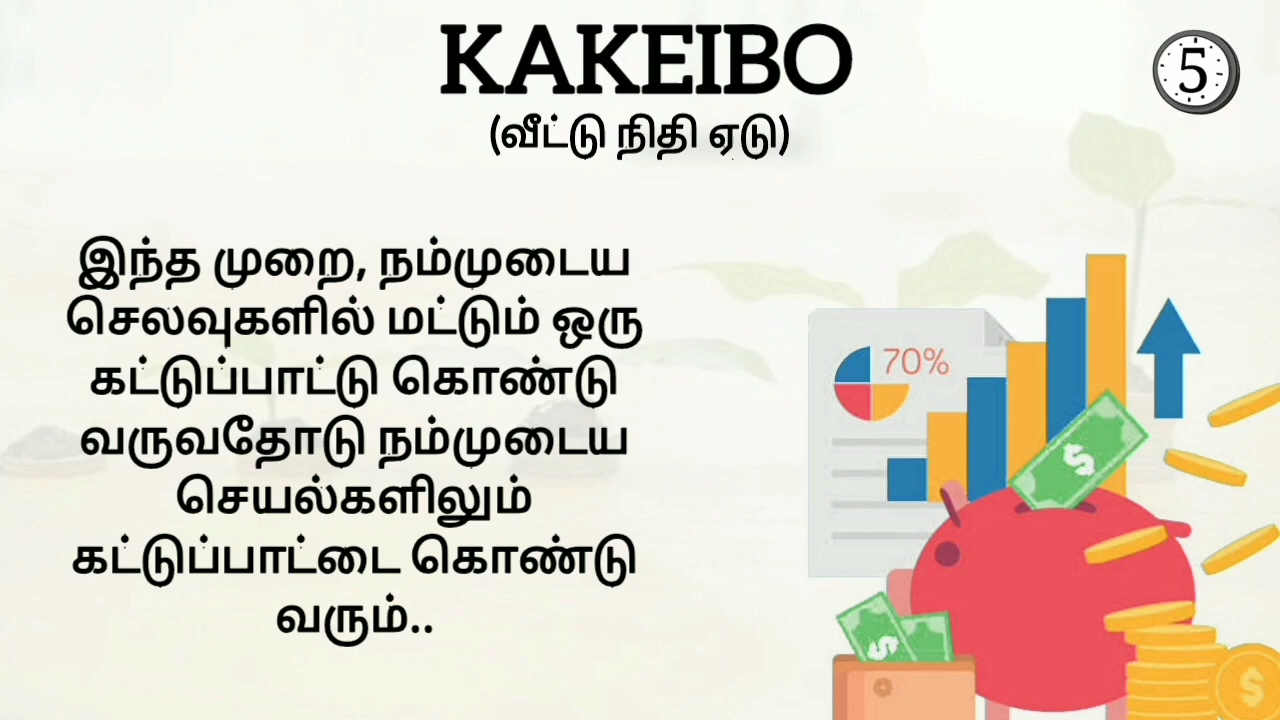 KAKEIBO
(வீட்டு நிதி ஏடு)
5
இந்த முறை, நம்முடைய
செலவுகளில் மட்டும் ஒரு
கட்டுப்பாட்டு கொண்டு
வருவதோடு நம்முடைய
செயல்களிலும்
கட்டுப்பாட்டை கொண்டு
வரும்..
70%
$
$
$